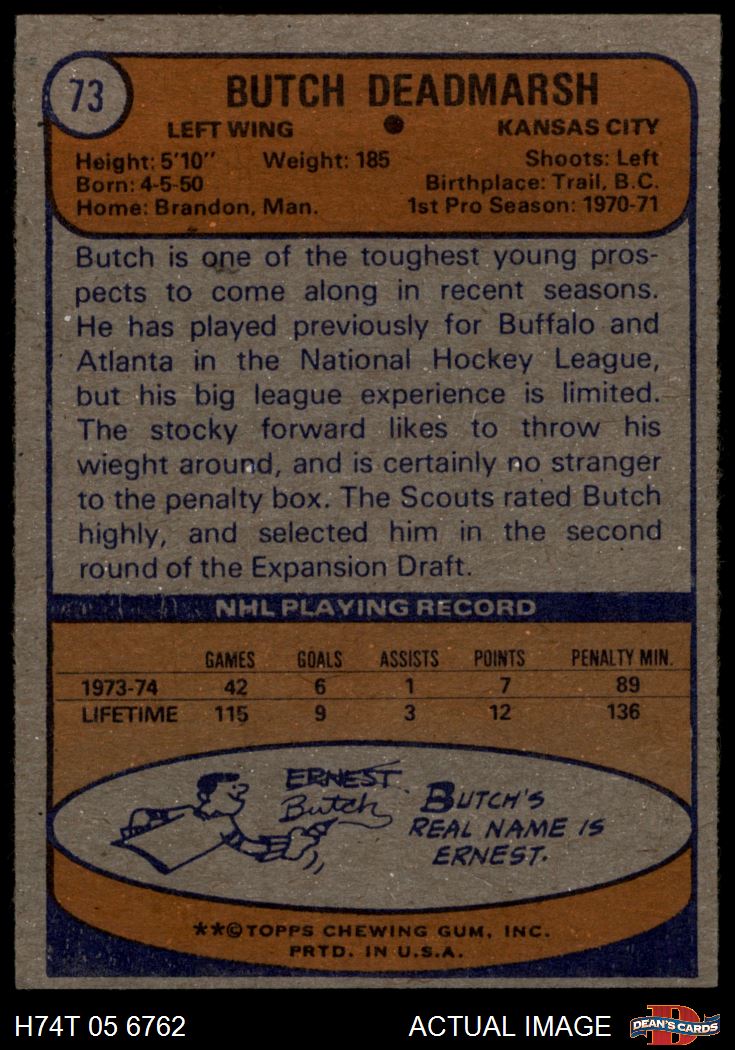 73
BUTCH DEADMARSH
LEFT WING ● KANSAS CITY
Height: 5'10" Weight: 185 Shoots: Left
Born: 4-5-50 Birthplace: Trail, B.C.
Home: Brandon, Man. 1st Pro Season: 1970-71
Butch is one of the toughest young pros-
pects to come along in recent seasons.
He has played previously for Buffalo and
Atlanta in the National Hockey League,
but his big league experience is limited.
The stocky forward likes to throw his
wieght around, and is certainly no stranger
to the penalty box. The Scouts rated Butch
highly, and selected him in the second
round of the Expansion Draft.
NHL PLAYING RECORD
GAMES GOALS ASSISTS POINTS PENALTY MIN.
1973-74 42 6 1 7 89
LIFETIME 115 9 3 12 136
ERNEST
Butch
BUTCH'S
REAL NAME IS
ERNEST.
**©TOPPS CHEWING GUM, INC.
PRTD. IN U.S.A.
H74T 05 6762 ACTUAL IMAGE DEAN'S CARDS